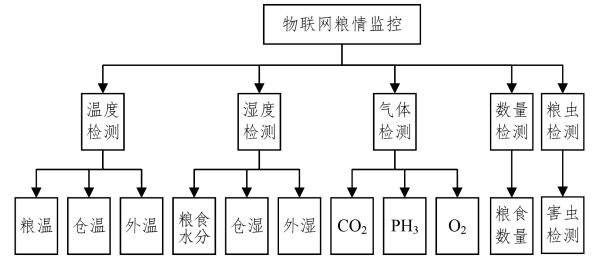 物联网粮情监控
温度
检测
湿度
检测
气体
检测
数量
检测
粮虫
检测
粮温
仓温
外温
粮食
水分
仓湿
外湿
CO₂
PH₃
O₂
粮食
数量
害虫
检测